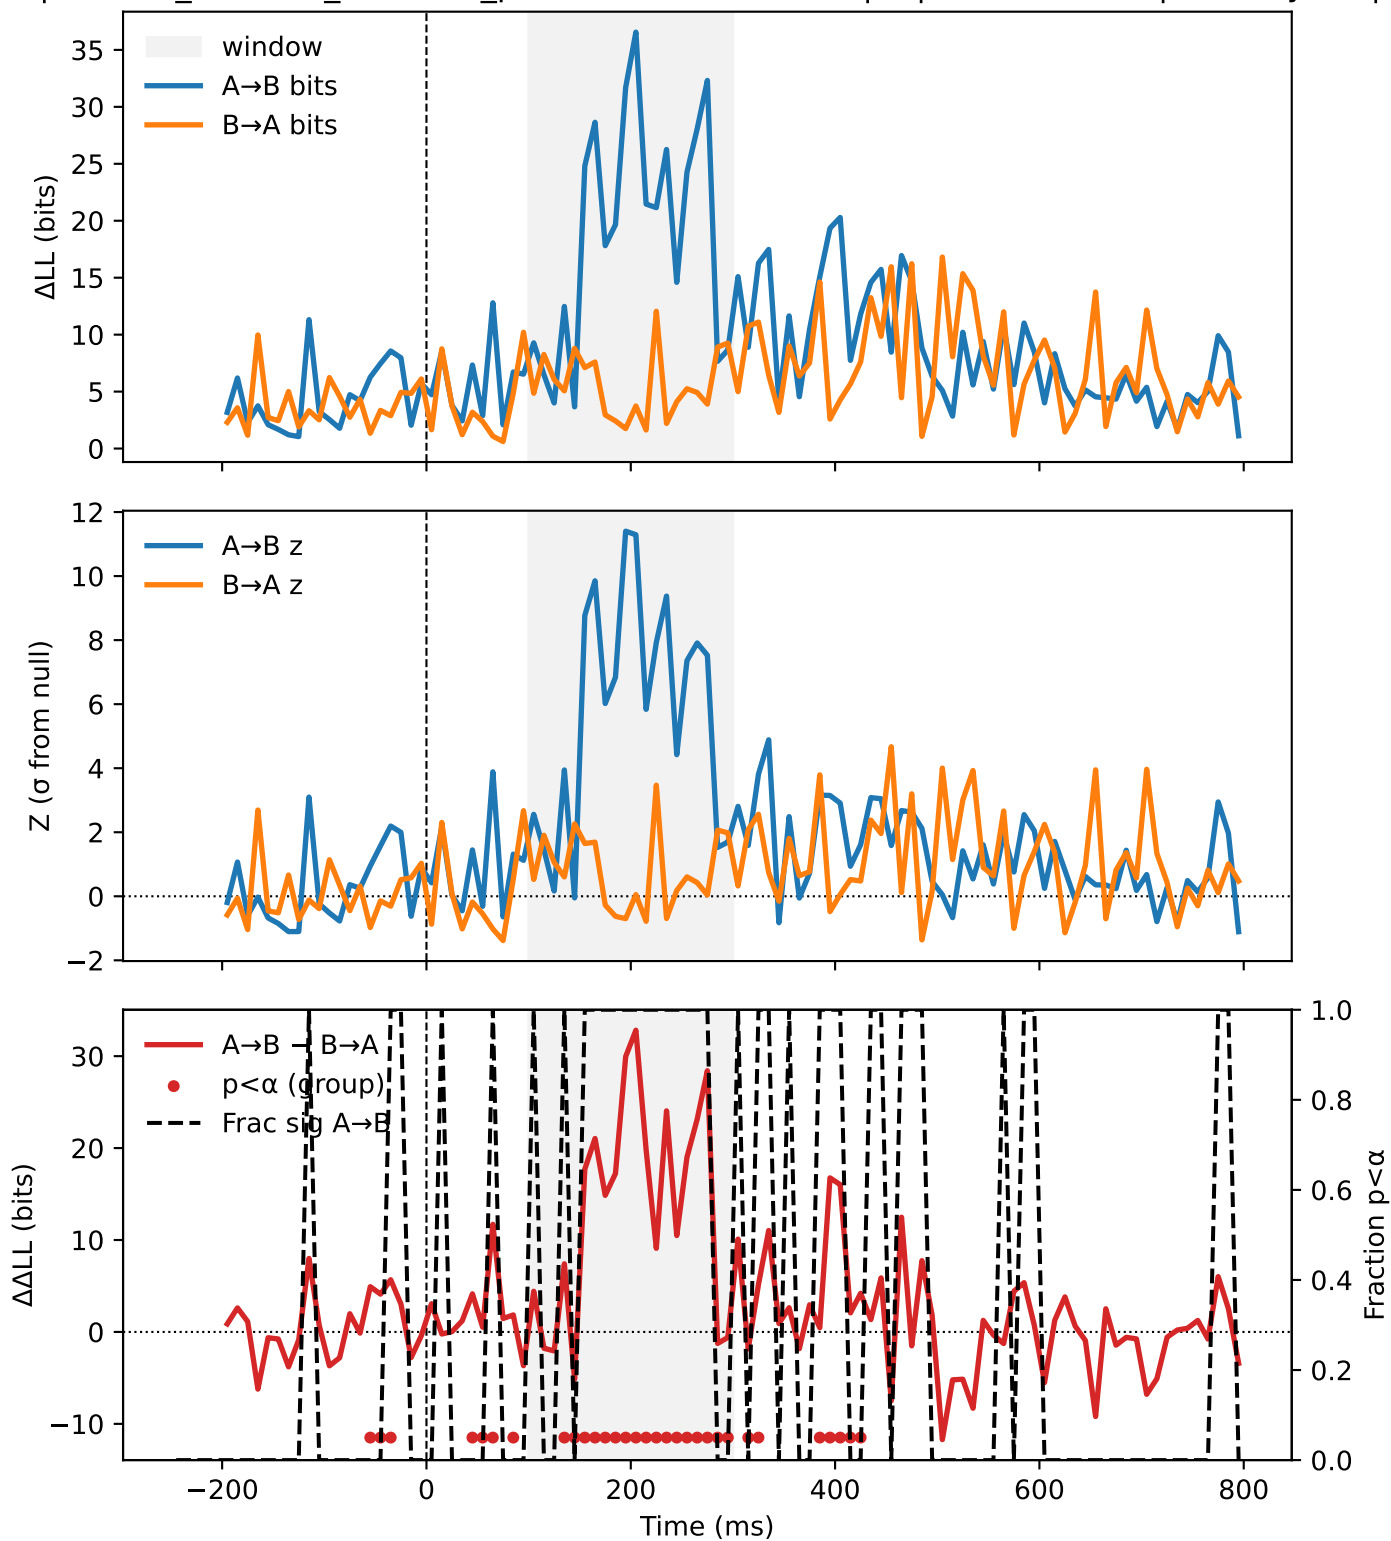 35
30
25
20
15
10
5
0
ΔLL (bits)
window
A→B bits
B→A bits
12
10
8
6
4
2
0
−2
Z (σ from null)
A→B z
B→A z
30
20
10
0
−10
ΔΔLL (bits)
A→B − B→A
p<α (group)
Frac sig A→B
1.0
0.8
0.6
0.4
0.2
0.0
Fraction p<α
−200 0 200 400 600 800
Time (ms)